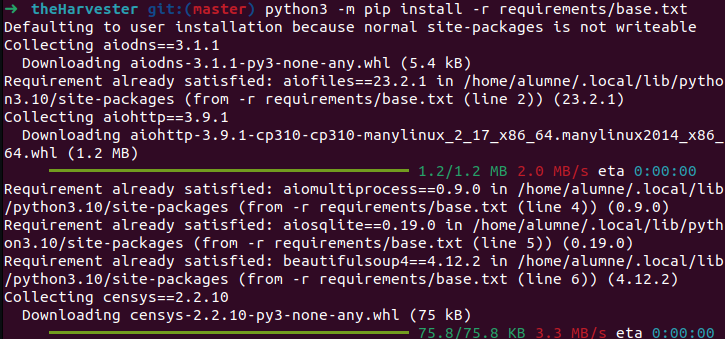 ➜ theHarvester git:(master) python3 -m pip install -r requirements/base.txt
Defaulting to user installation because normal site-packages is not writeable
Collecting aiodns==3.1.1
  Downloading aiodns-3.1.1-py3-none-any.whl (5.4 kB)
Requirement already satisfied: aiofiles==23.2.1 in /home/alumne/.local/lib/pytho
n3.10/site-packages (from -r requirements/base.txt (line 2)) (23.2.1)
Collecting aiohttp==3.9.1
  Downloading aiohttp-3.9.1-cp310-cp310-manylinux_2_17_x86_64.manylinux2014_x86_
64.whl (1.2 MB)
1.2/1.2 MB 2.0 MB/s eta 0:00:00
Requirement already satisfied: aiomultiprocess==0.9.0 in /home/alumne/.local/lib
/python3.10/site-packages (from -r requirements/base.txt (line 4)) (0.9.0)
Requirement already satisfied: aiosqlite==0.19.0 in /home/alumne/.local/lib/pyth
on3.10/site-packages (from -r requirements/base.txt (line 5)) (0.19.0)
Requirement already satisfied: beautifulsoup4==4.12.2 in /home/alumne/.local/lib
/python3.10/site-packages (from -r requirements/base.txt (line 6)) (4.12.2)
Collecting censys==2.2.10
  Downloading censys-2.2.10-py3-none-any.whl (75 kB)
75.8/75.8 KB 3.3 MB/s eta 0:00:00